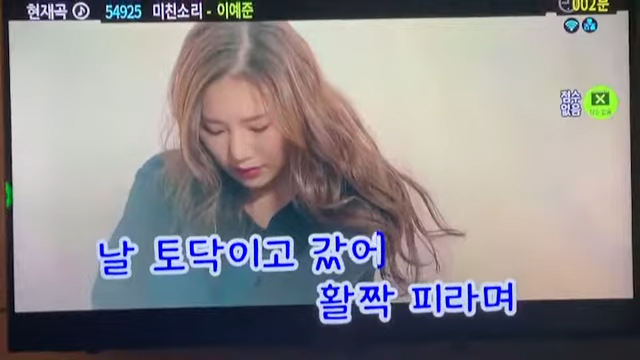 현재곡 54925 미친소리 - 이예준
002분
점수
없음
날 토닥이고 갔어
활짝 피라며